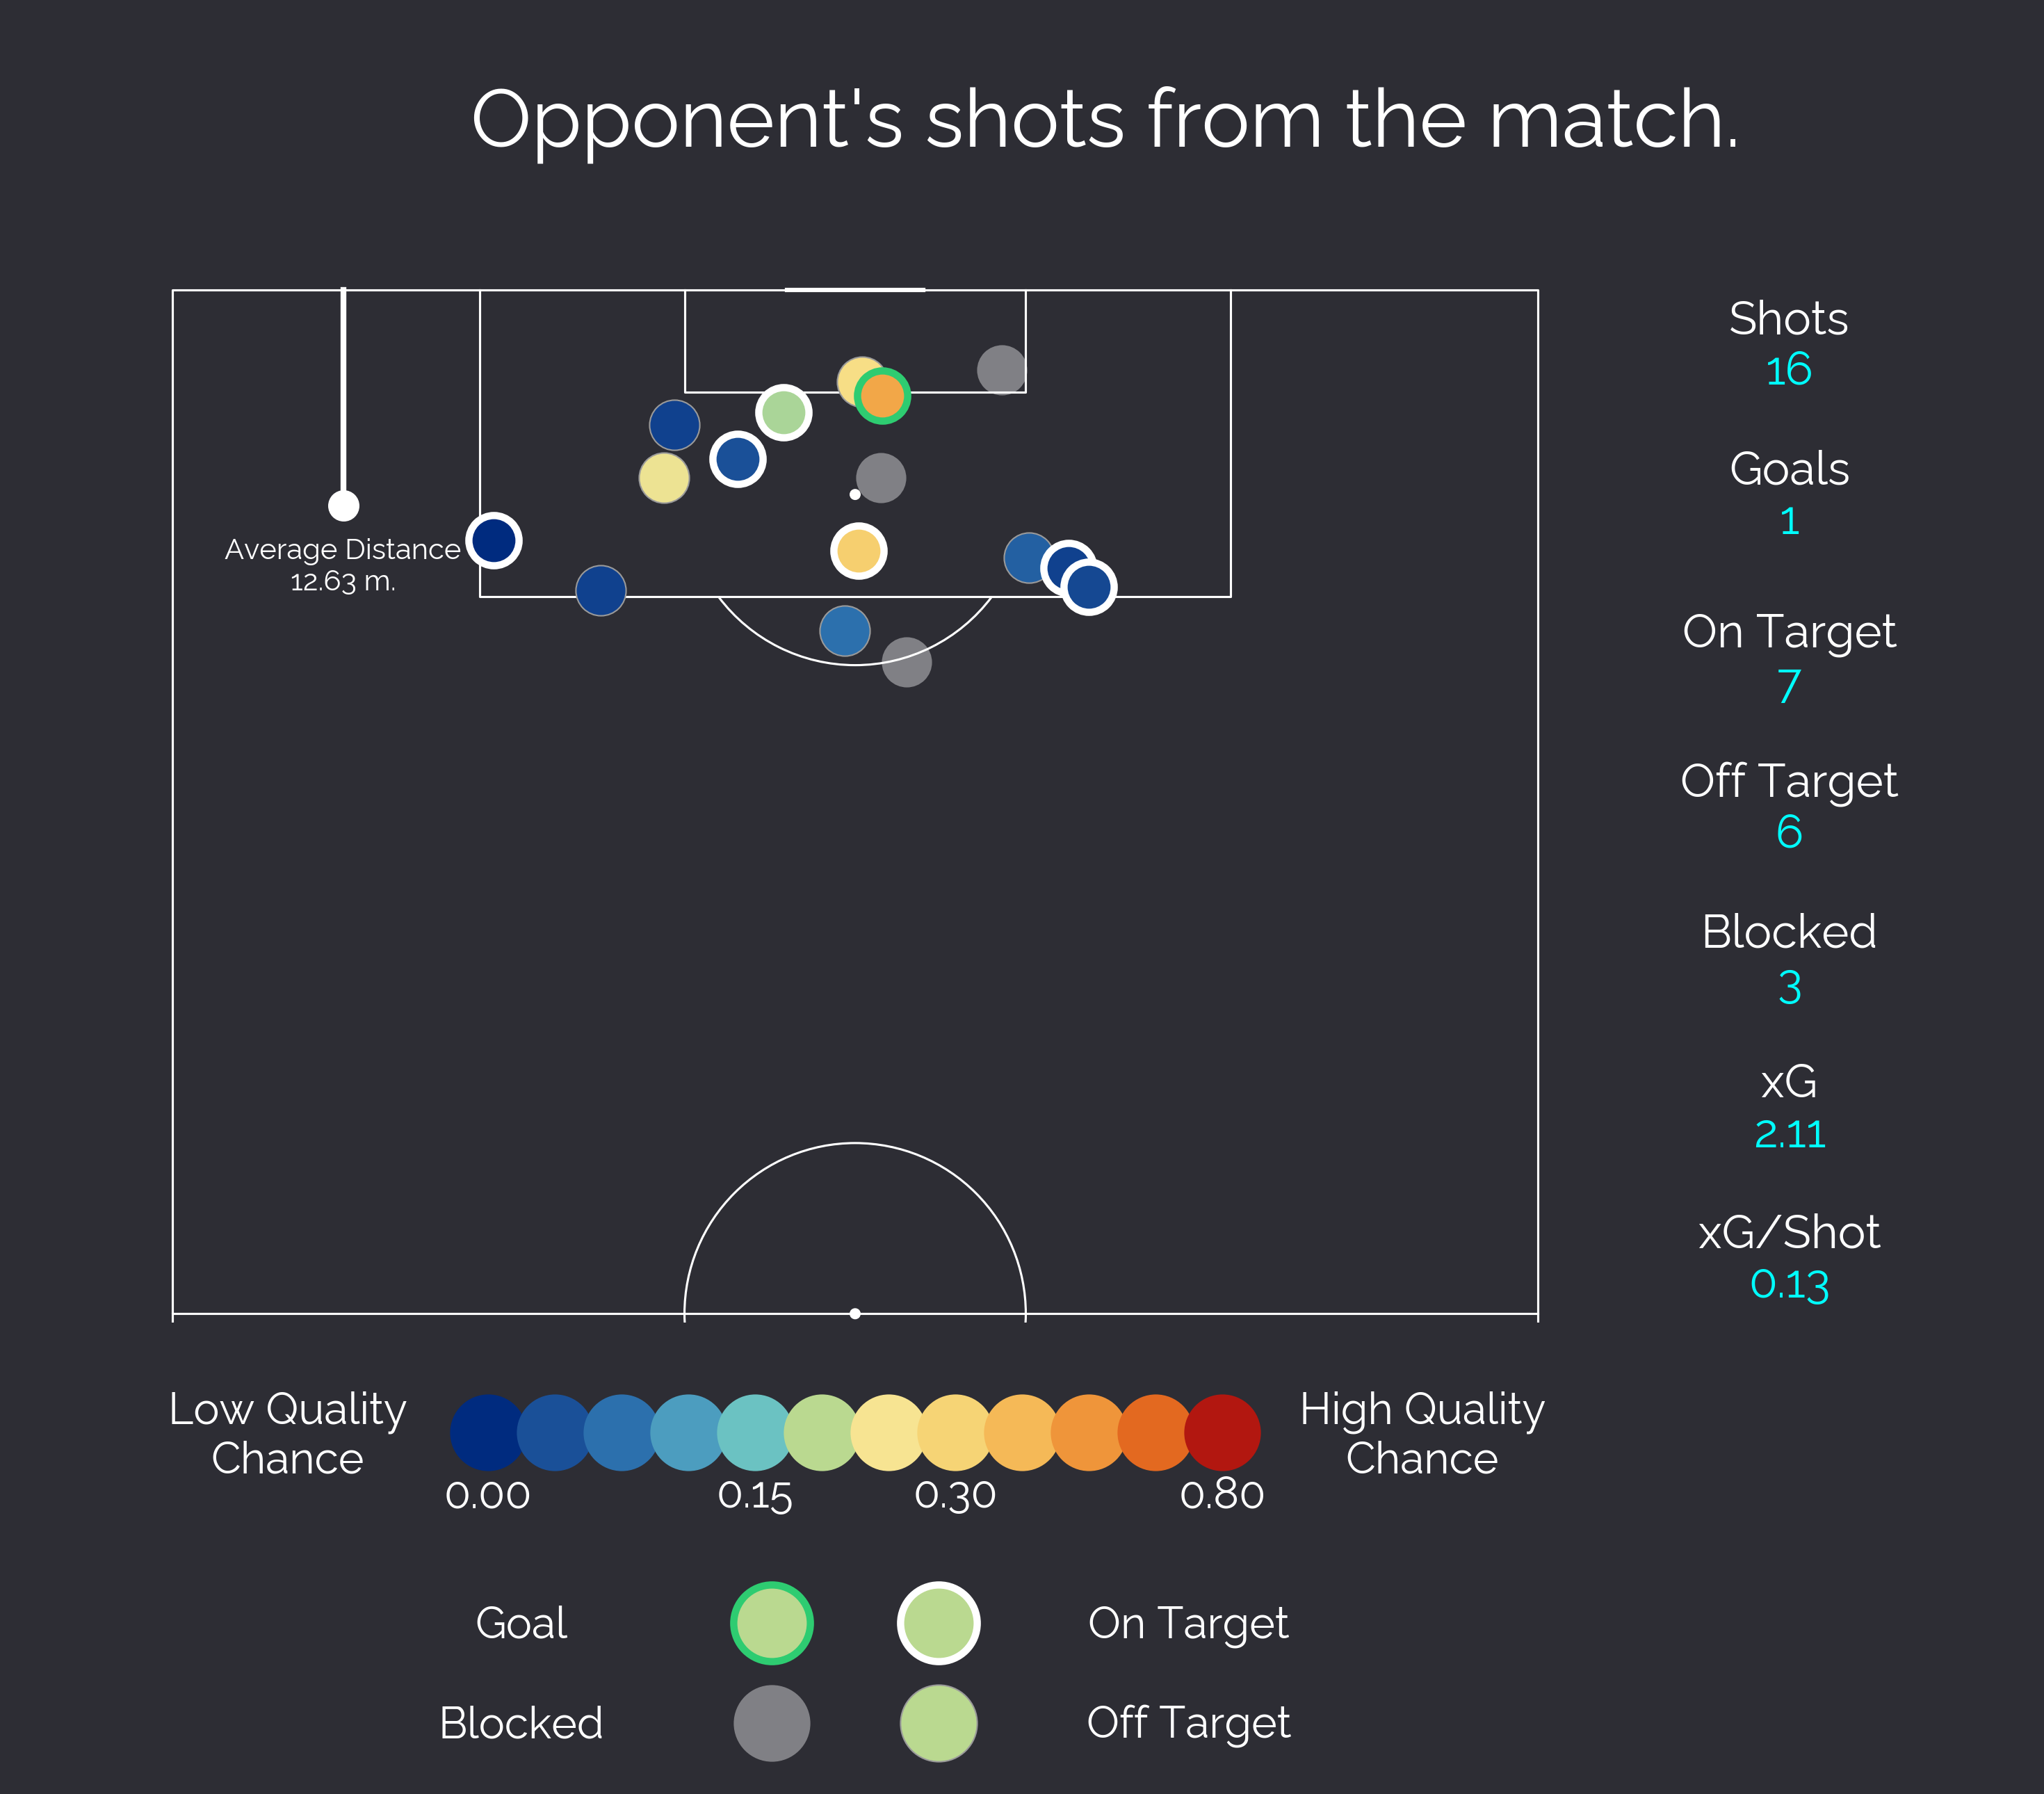 Opponent's shots from the match.
Average Distance
12.63 m.
Shots
16
Goals
1
On Target
7
Off Target
6
Blocked
3
xG
2.11
xG/Shot
0.13
Low Quality
Chance
0.00
0.15
0.30
0.80
High Quality
Chance
Goal
On Target
Blocked
Off Target